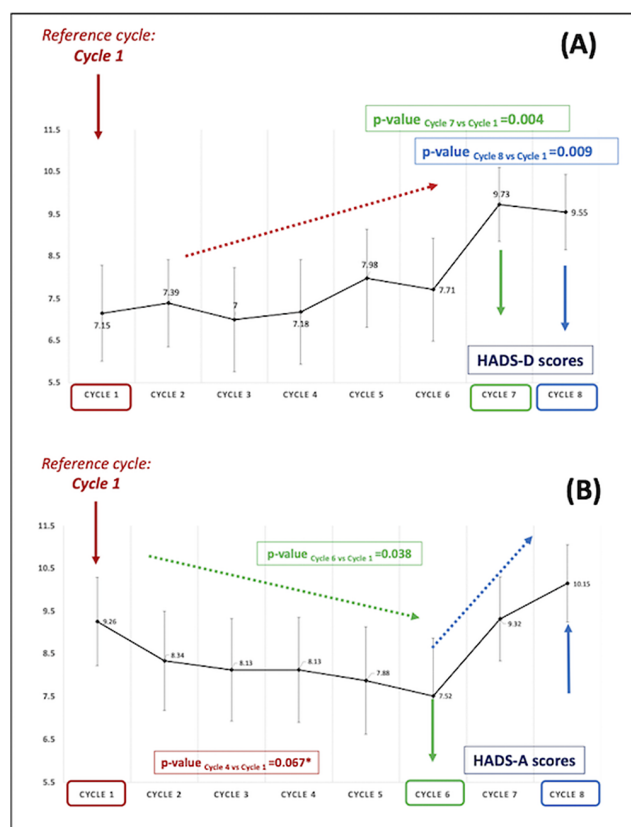 Reference cycle:
Cycle 1
(A)
p-value Cycle 7 vs Cycle 1 =0.004
p-value Cycle 8 vs Cycle 1 =0.009
11.5
10.5
9.5
8.5
7.5
6.5
5.5
7.15
7.39
7
7.18
7.98
7.71
9.73
9.55
HADS-D scores
CYCLE 1 CYCLE 2 CYCLE 3 CYCLE 4 CYCLE 5 CYCLE 6 CYCLE 7 CYCLE 8
Reference cycle:
Cycle 1
(B)
p-value Cycle 6 vs Cycle 1 =0.038
11.5
10.5
9.5
8.5
7.5
6.5
5.5
9.26
8.34
8.13
8.13
7.88
7.52
9.32
10.15
p-value Cycle 4 vs Cycle 1 =0.067*
HADS-A scores
CYCLE 1 CYCLE 2 CYCLE 3 CYCLE 4 CYCLE 5 CYCLE 6 CYCLE 7 CYCLE 8